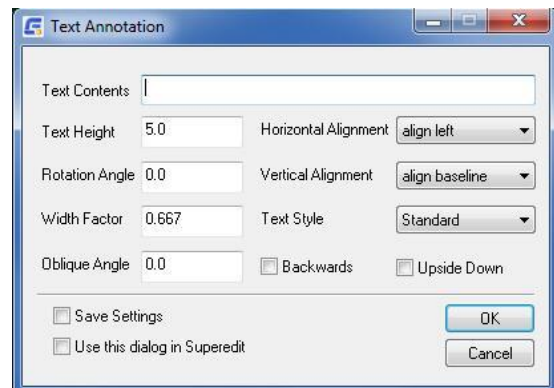 Text Annotation
Text Contents
Text Height 5.0 Horizontal Alignment align left
Rotation Angle 0.0 Vertical Alignment align baseline
Width Factor 0.667 Text Style Standard
Oblique Angle 0.0 Backwards Upside Down
Save Settings OK
Use this dialog in Superedit Cancel